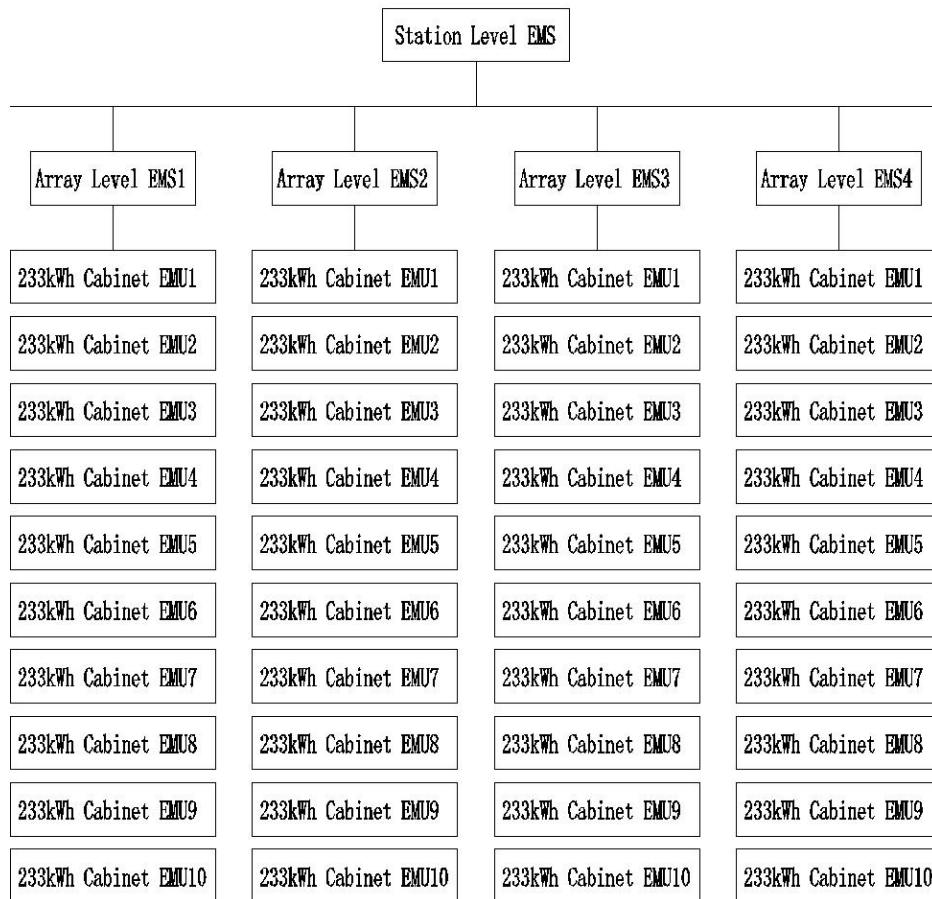 Station Level EMS
Array Level EMS1 Array Level EMS2 Array Level EMS3 Array Level EMS4
233kWh Cabinet EMU1 233kWh Cabinet EMU1 233kWh Cabinet EMU1 233kWh Cabinet EMU1
233kWh Cabinet EMU2 233kWh Cabinet EMU2 233kWh Cabinet EMU2 233kWh Cabinet EMU2
233kWh Cabinet EMU3 233kWh Cabinet EMU3 233kWh Cabinet EMU3 233kWh Cabinet EMU3
233kWh Cabinet EMU4 233kWh Cabinet EMU4 233kWh Cabinet EMU4 233kWh Cabinet EMU4
233kWh Cabinet EMU5 233kWh Cabinet EMU5 233kWh Cabinet EMU5 233kWh Cabinet EMU5
233kWh Cabinet EMU6 233kWh Cabinet EMU6 233kWh Cabinet EMU6 233kWh Cabinet EMU6
233kWh Cabinet EMU7 233kWh Cabinet EMU7 233kWh Cabinet EMU7 233kWh Cabinet EMU7
233kWh Cabinet EMU8 233kWh Cabinet EMU8 233kWh Cabinet EMU8 233kWh Cabinet EMU8
233kWh Cabinet EMU9 233kWh Cabinet EMU9 233kWh Cabinet EMU9 233kWh Cabinet EMU9
233kWh Cabinet EMU10 233kWh Cabinet EMU10 233kWh Cabinet EMU10 233kWh Cabinet EMU10